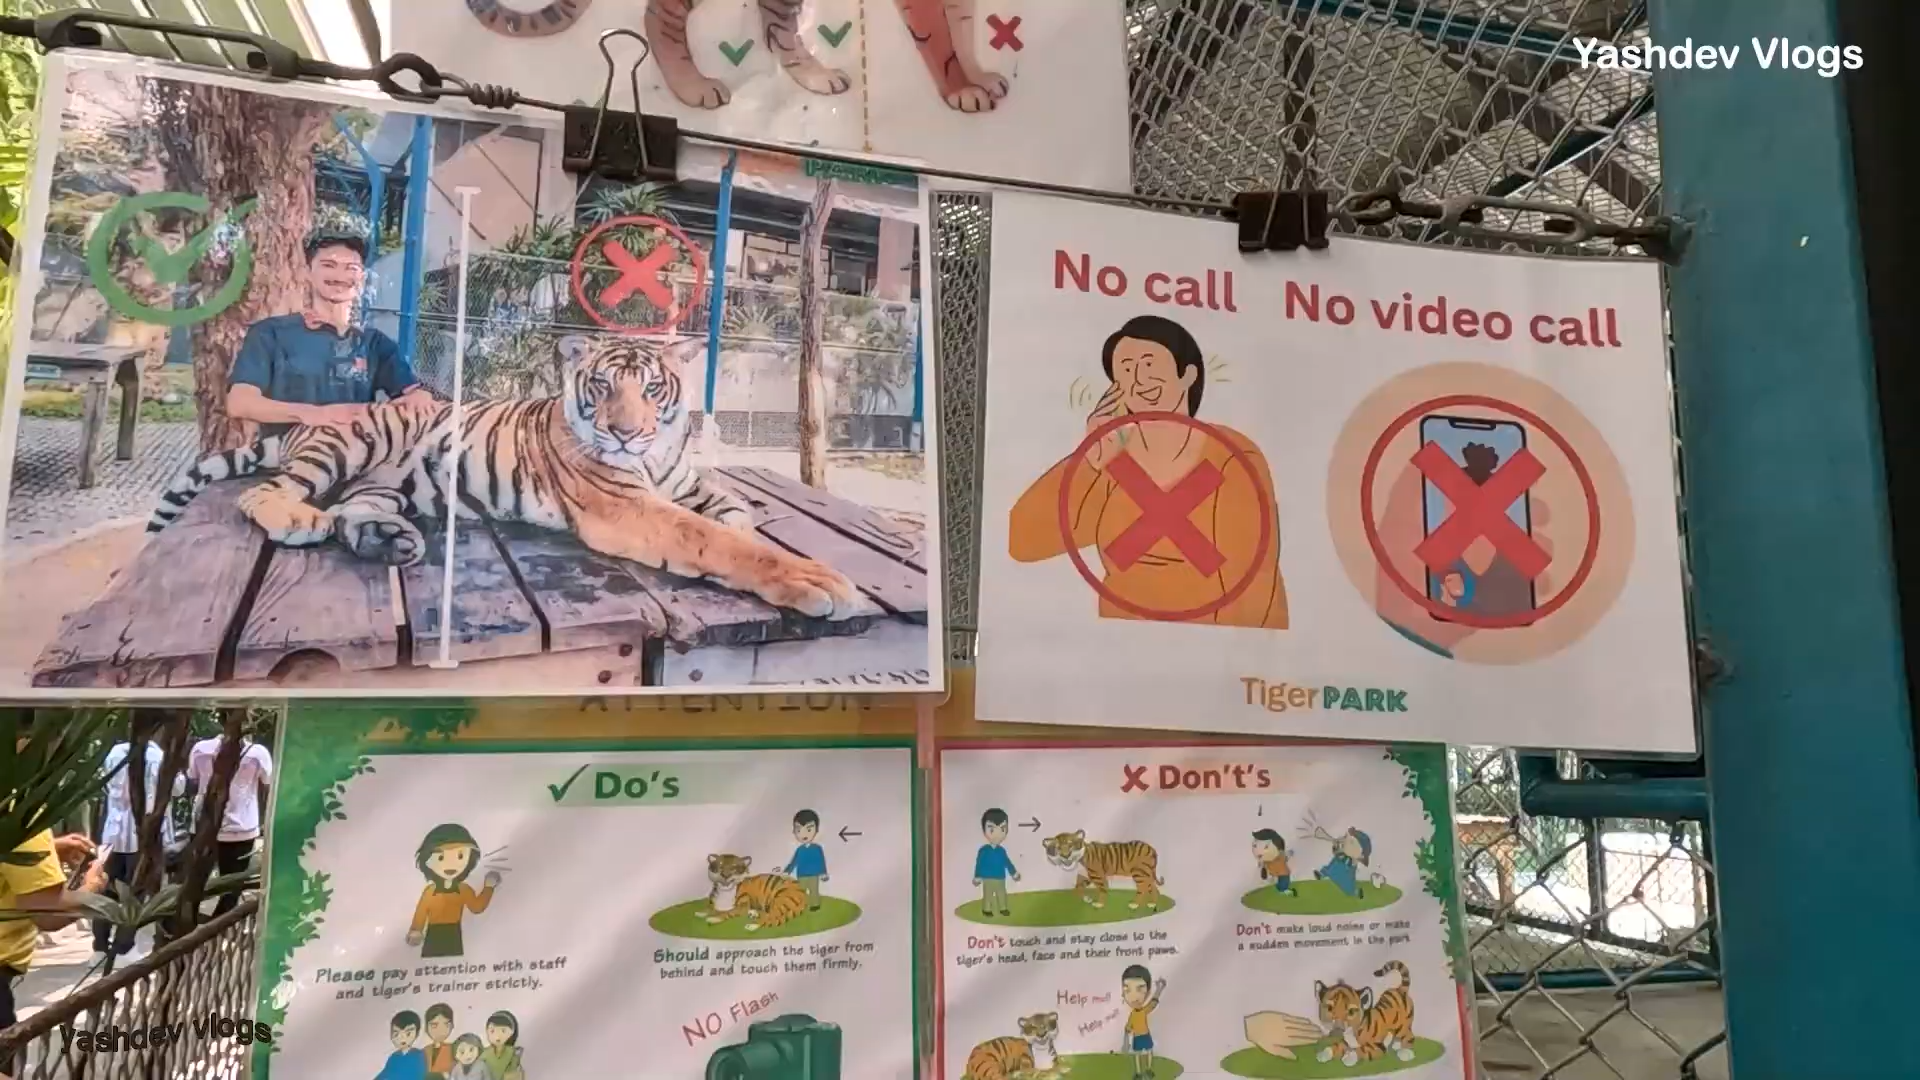 Yashdev Vlogs
No call No video call
Tiger PARK
ATTENTION
✓ Do's
✗ Don't's
Please pay attention with staff
and tiger's trainer strictly.
Should approach the tiger from
behind and touch them firmly.
Don't touch and stay close to the
tiger's head, face and their front paws.
Don't make loud noise or make
a sudden movement in the park
NO Flash
Help me!!
Help me!!
yashdev vlogs